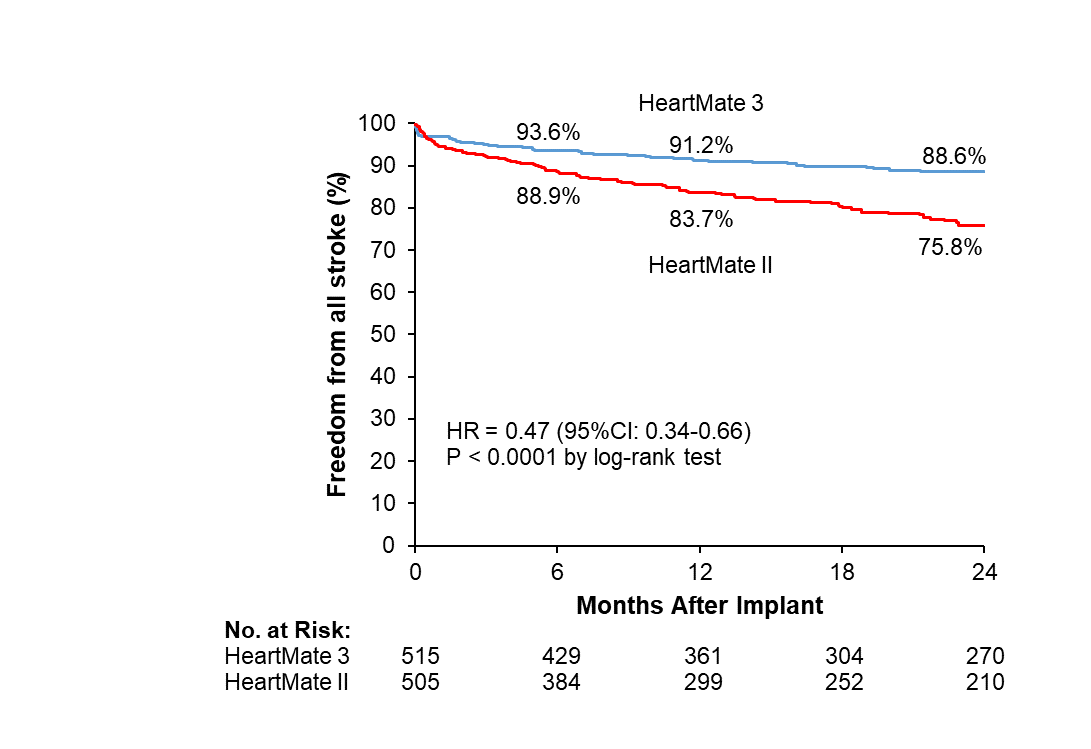 HeartMate 3
100
90
80
70
60
50
40
30
20
10
0
Freedom from all stroke (%)
93.6%
91.2%
88.6%
88.9%
83.7%
75.8%
HeartMate II
HR = 0.47 (95%CI: 0.34-0.66)
P < 0.0001 by log-rank test
0 6 12 18 24
Months After Implant
No. at Risk:
HeartMate 3 515 429 361 304 270
HeartMate II 505 384 299 252 210